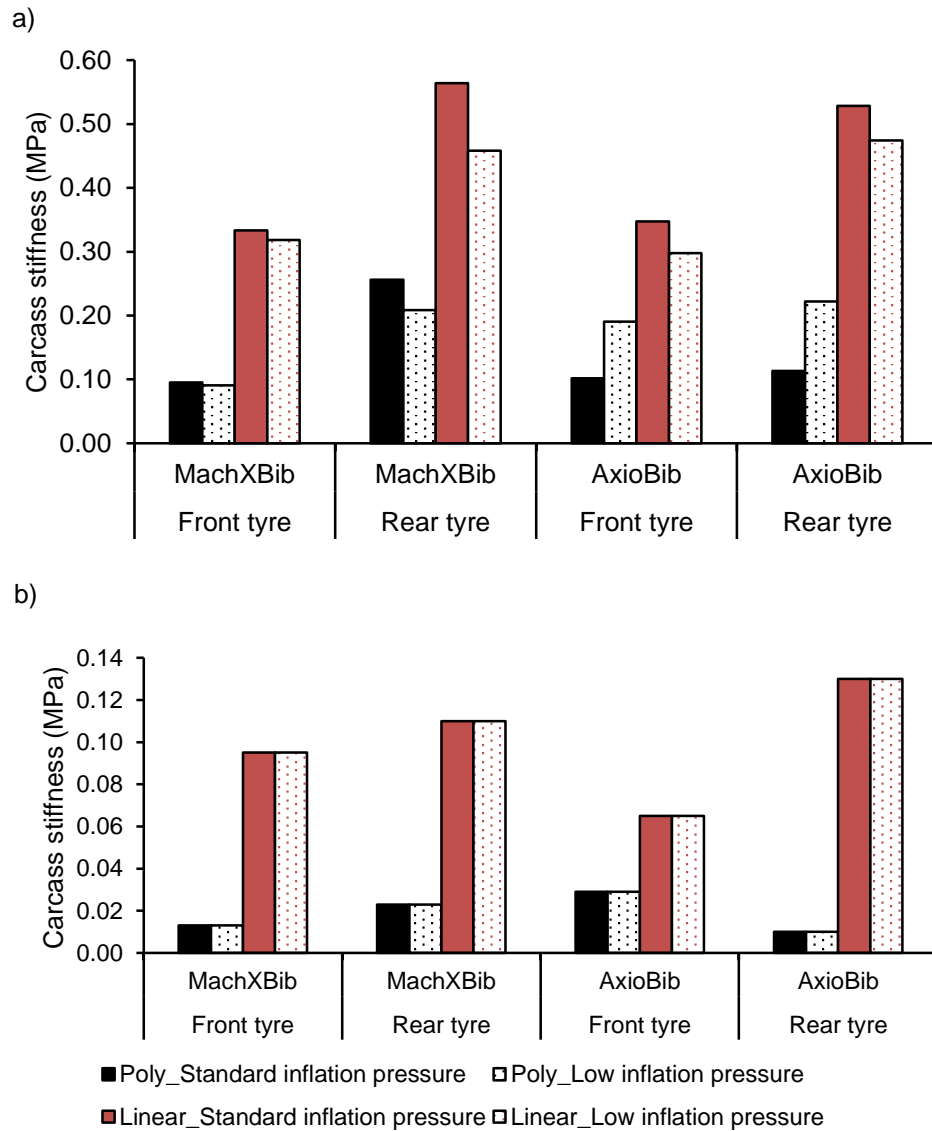 a)
Carcass stiffness (MPa)
0.60
0.50
0.40
0.30
0.20
0.10
0.00
MachXBib MachXBib AxioBib AxioBib
Front tyre Rear tyre Front tyre Rear tyre
b)
Carcass stiffness (MPa)
0.14
0.12
0.10
0.08
0.06
0.04
0.02
0.00
MachXBib MachXBib AxioBib AxioBib
Front tyre Rear tyre Front tyre Rear tyre
Poly_Standard inflation pressure Poly_Low inflation pressure
Linear_Standard inflation pressure Linear_Low inflation pressure